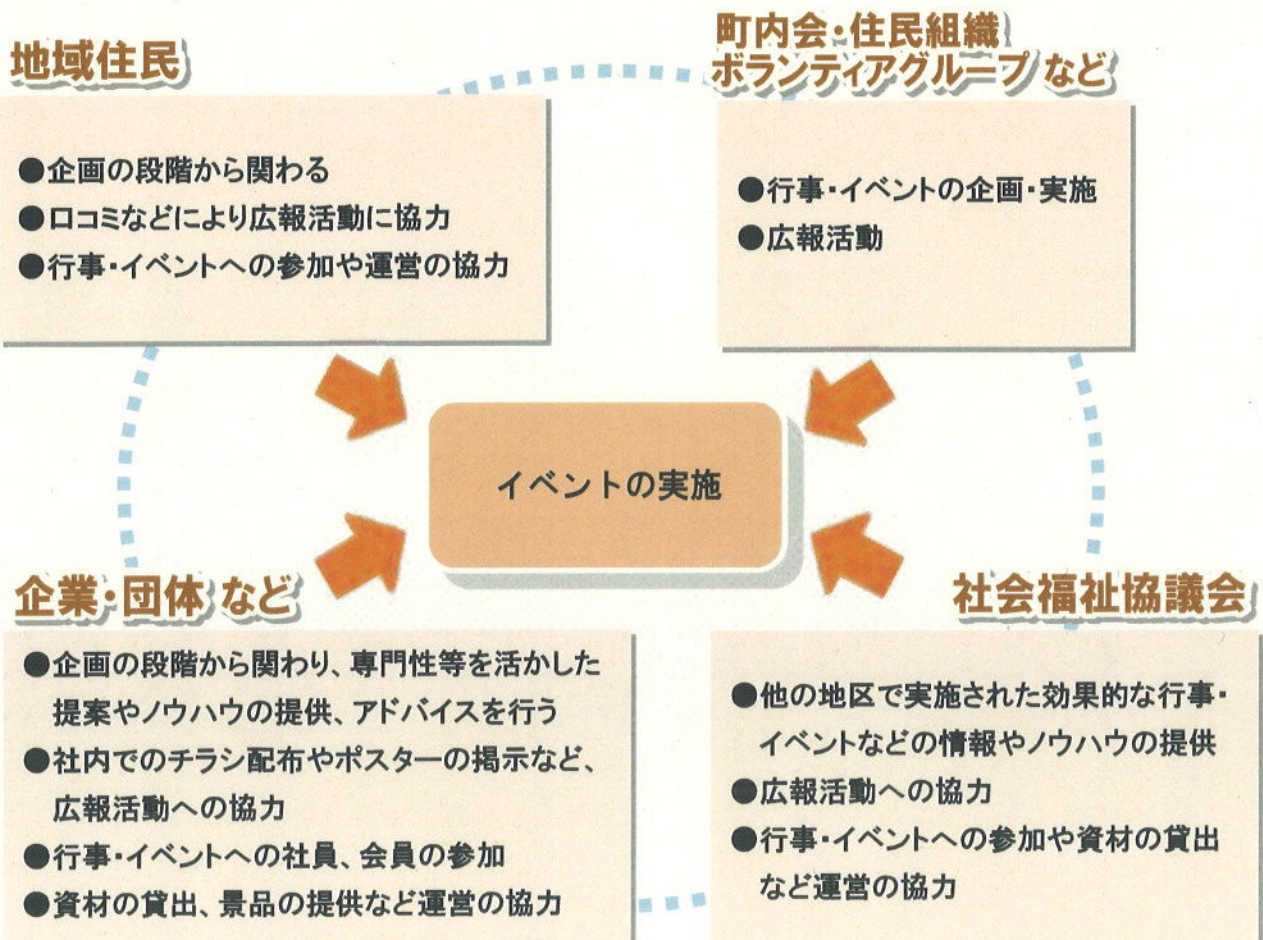 地域住民
●企画の段階から関わる
●口コミなどにより広報活動に協力
●行事・イベントへの参加や運営の協力
町内会・住民組織
ボランティアグループ など
●行事・イベントの企画・実施
●広報活動
イベントの実施
企業・団体 など
●企画の段階から関わり、専門性等を活かした
提案やノウハウの提供、アドバイスを行う
●社内でのチラシ配布やポスターの掲示など、
広報活動への協力
●行事・イベントへの社員、会員の参加
●資材の貸出、景品の提供など運営の協力
社会福祉協議会
●他の地区で実施された効果的な行事・
イベントなどの情報やノウハウの提供
●広報活動への協力
●行事・イベントへの参加や資材の貸出
など運営の協力